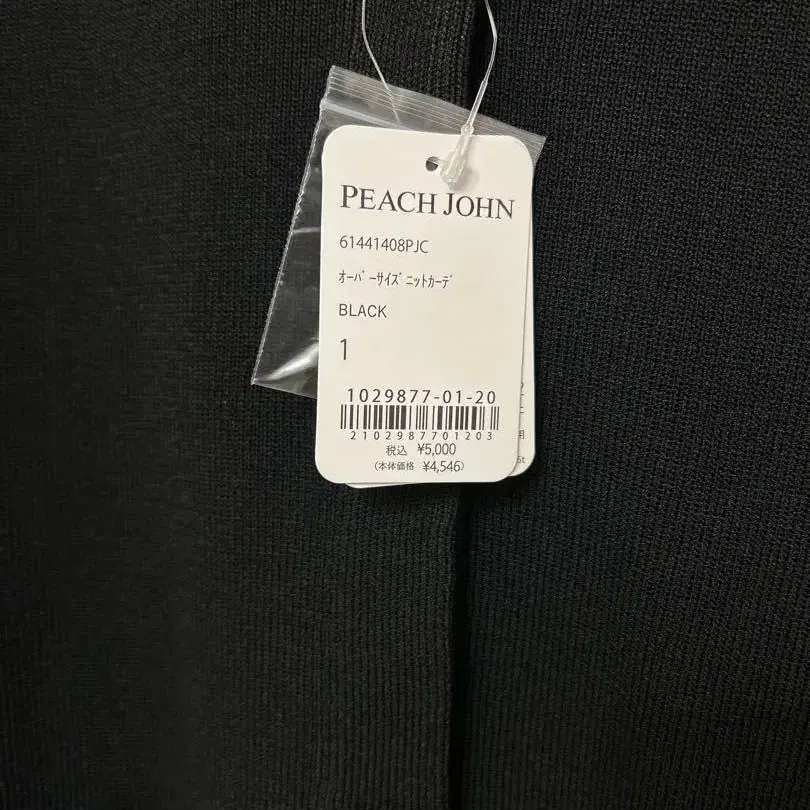 PEACH JOHN
61441408PJC
ｵｰﾊﾞｰｻｲｽﾞﾆｯﾄｶｰﾃﾞ
BLACK
1
1029877-01-20
2102987701203
税込 ¥5,000
(本体価格 ¥4,546)
用